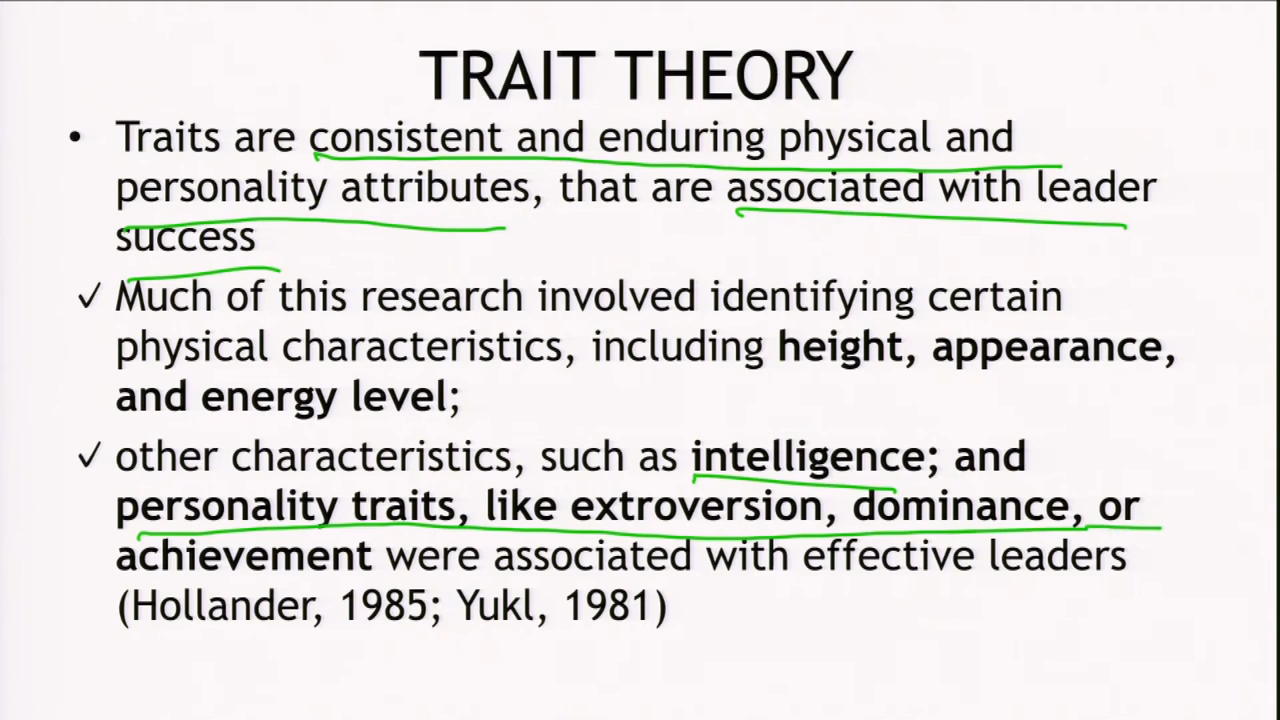 TRAIT THEORY
• Traits are consistent and enduring physical and
personality attributes, that are associated with leader
success
✓ Much of this research involved identifying certain
physical characteristics, including height, appearance,
and energy level;
✓ other characteristics, such as intelligence; and
personality traits, like extroversion, dominance, or
achievement were associated with effective leaders
(Hollander, 1985; Yukl, 1981)